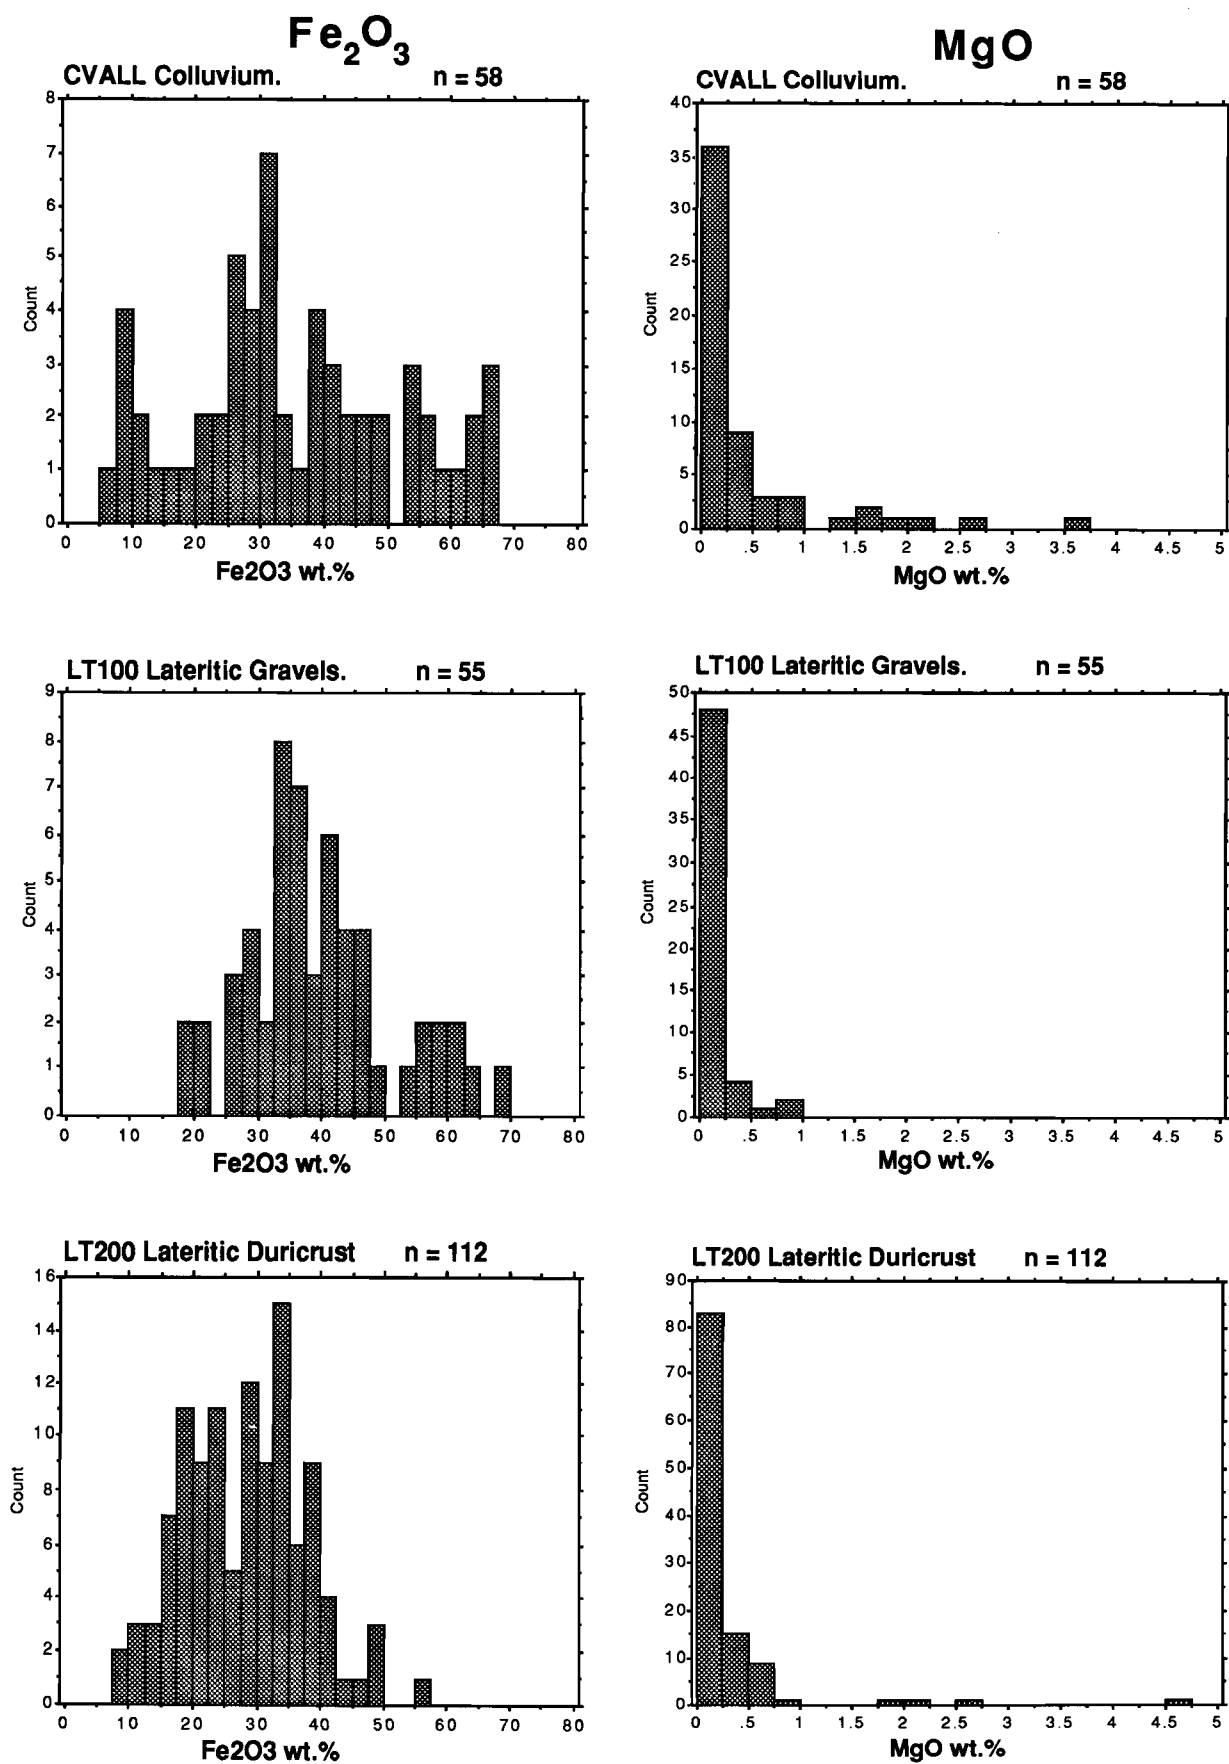 Fe2O3
MgO
CVALL Colluvium. n = 58
8
7
6
5
4
3
2
1
0
Count
0 10 20 30 40 50 60 70 80
Fe2O3 wt.%
CVALL Colluvium. n = 58
40
35
30
25
20
15
10
5
0
Count
0 .5 1 1.5 2 2.5 3 3.5 4 4.5 5
MgO wt.%
LT100 Lateritic Gravels. n = 55
9
8
7
6
5
4
3
2
1
0
Count
0 10 20 30 40 50 60 70 80
Fe2O3 wt.%
LT100 Lateritic Gravels. n = 55
50
45
40
35
30
25
20
15
10
5
0
Count
0 .5 1 1.5 2 2.5 3 3.5 4 4.5 5
MgO wt.%
LT200 Lateritic Duricrust n = 112
16
14
12
10
8
6
4
2
0
Count
0 10 20 30 40 50 60 70 80
Fe2O3 wt.%
LT200 Lateritic Duricrust n = 112
90
80
70
60
50
40
30
20
10
0
Count
0 .5 1 1.5 2 2.5 3 3.5 4 4.5 5
MgO wt.%